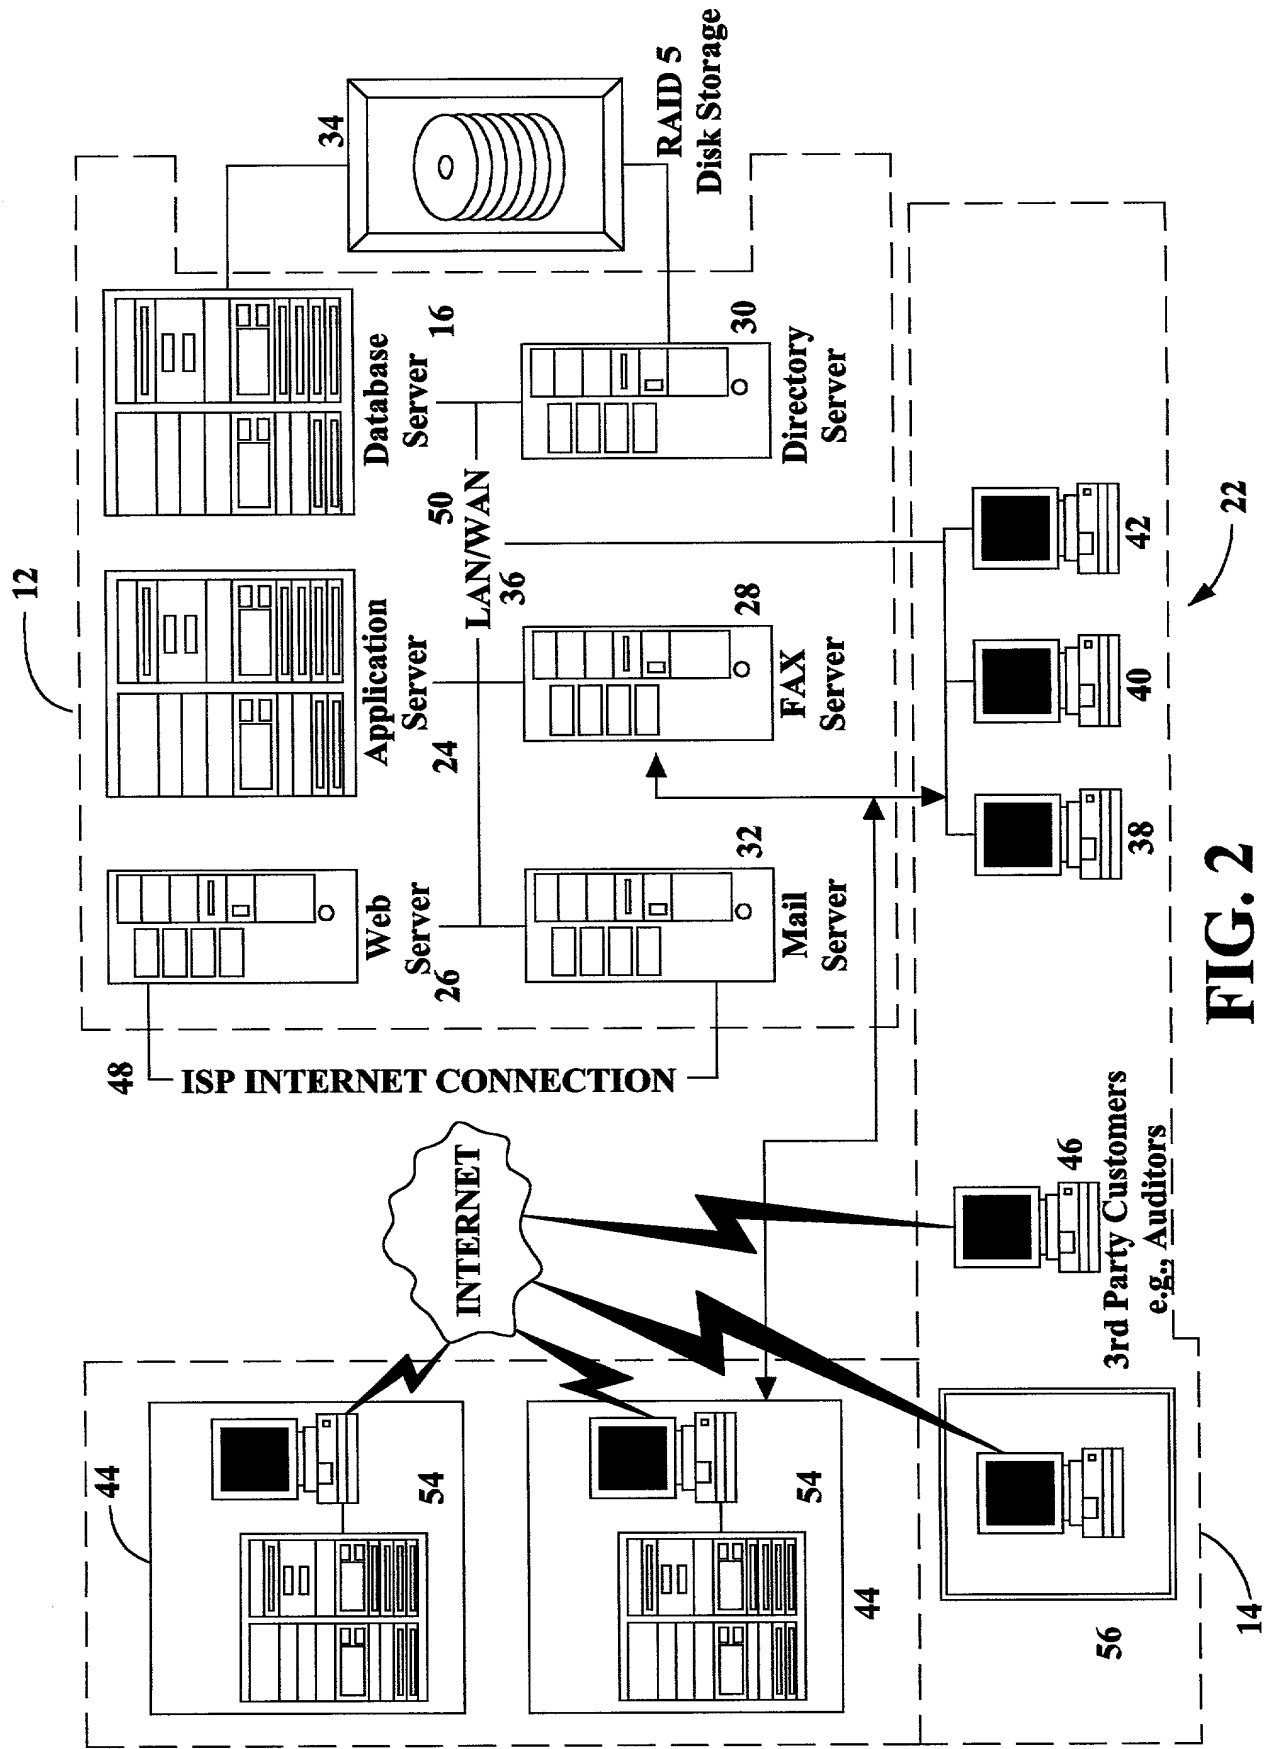 12
44
48
ISP INTERNET CONNECTION
34
Web
Server
26
Application
Server
24
Database
Server
16
54
INTERNET
LAN/WAN
50
36
RAID 5
Disk Storage
32
28
30
Mail
Server
FAX
Server
Directory
Server
54
44
46
3rd Party Customers
e.g., Auditors
56
38
40
42
14
22
FIG. 2